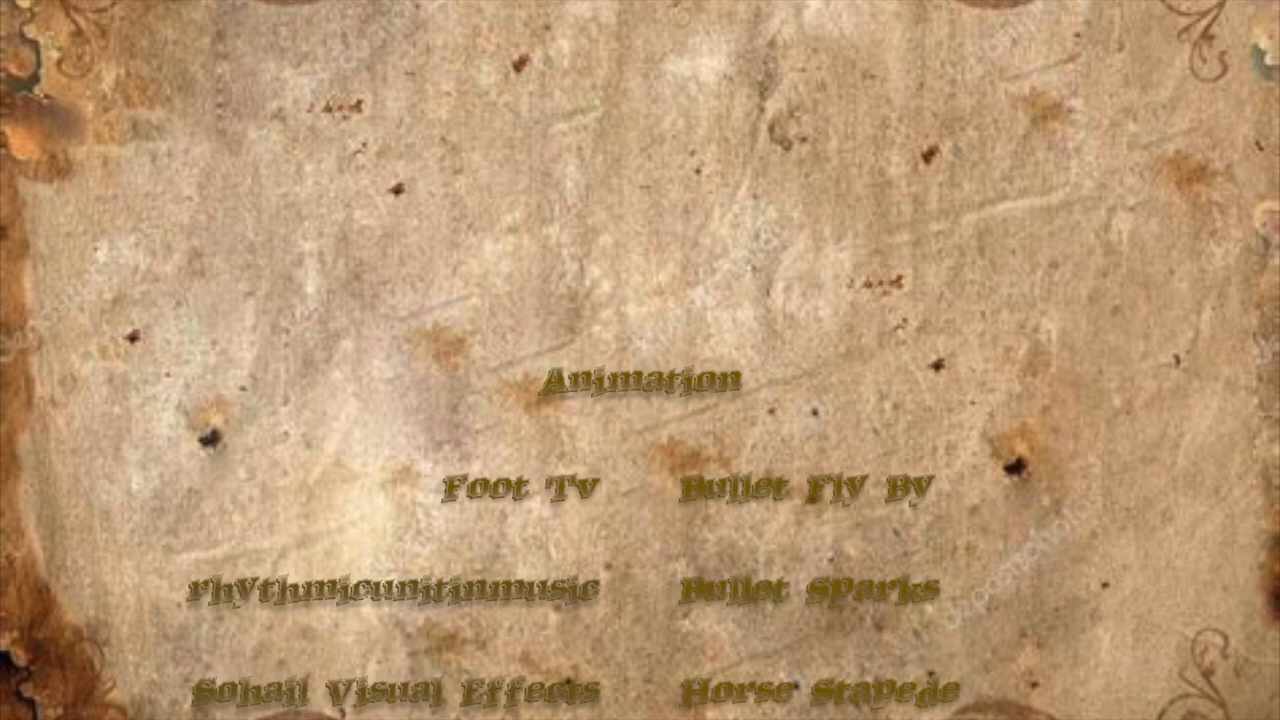 Animation
Foot Tv Bullet Fly By
rhythmicunitinmusic Bullet Sparks
Sohail Visual Effects Horse Stapede